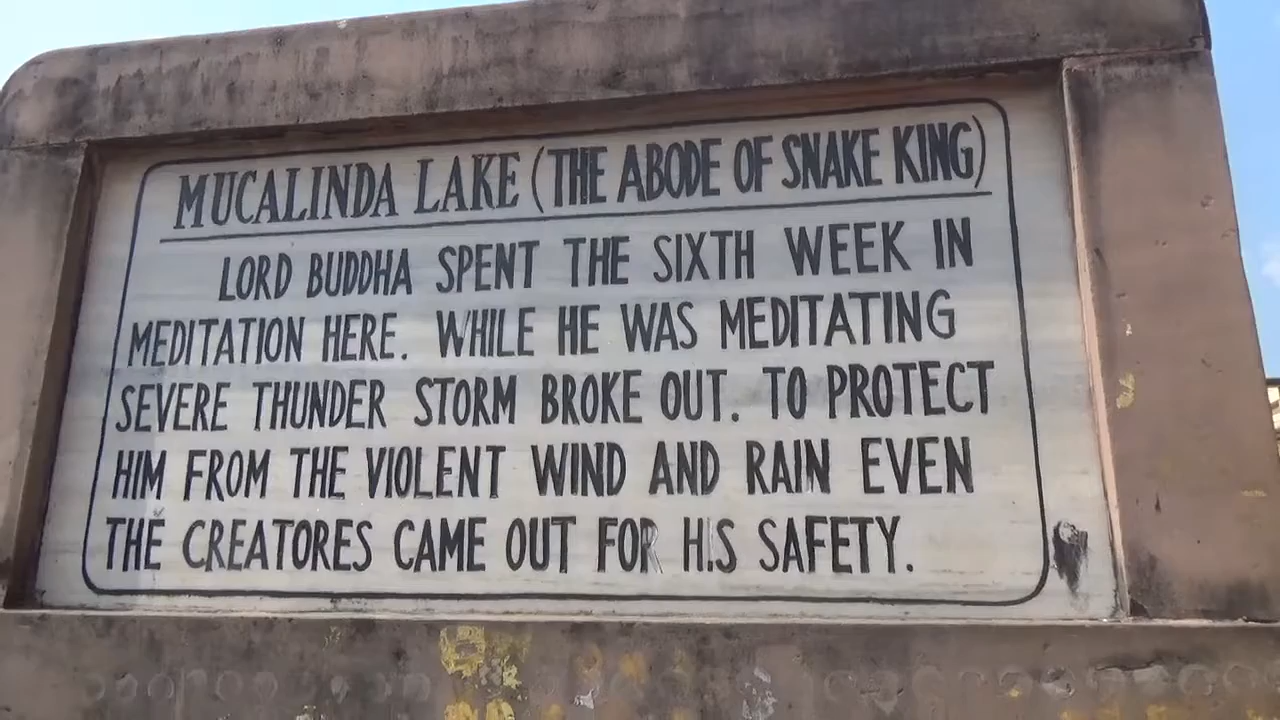 MUCALINDA LAKE (THE ABODE OF SNAKE KING)
LORD BUDDHA SPENT THE SIXTH WEEK IN
MEDITATION HERE. WHILE HE WAS MEDITATING
SEVERE THUNDER STORM BROKE OUT. TO PROTECT
HIM FROM THE VIOLENT WIND AND RAIN EVEN
THE CREATORES CAME OUT FOR HIS SAFETY.